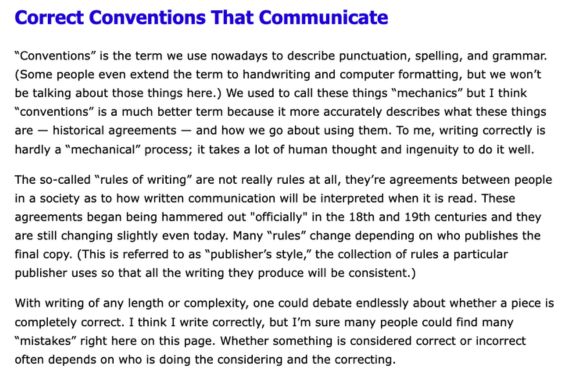 Correct Conventions That Communicate
“Conventions” is the term we use nowadays to describe punctuation, spelling, and grammar.
(Some people even extend the term to handwriting and computer formatting, but we won’t
be talking about those things here.) We used to call these things “mechanics” but I think
“conventions” is a much better term because it more accurately describes what these things
are — historical agreements — and how we go about using them. To me, writing correctly is
hardly a “mechanical” process; it takes a lot of human thought and ingenuity to do it well.
The so-called “rules of writing” are not really rules at all, they’re agreements between people
in a society as to how written communication will be interpreted when it is read. These
agreements began being hammered out "officially" in the 18th and 19th centuries and they
are still changing slightly even today. Many “rules” change depending on who publishes the
final copy. (This is referred to as “publisher’s style,” the collection of rules a particular
publisher uses so that all the writing they produce will be consistent.)
With writing of any length or complexity, one could debate endlessly about whether a piece is
completely correct. I think I write correctly, but I’m sure many people could find many
“mistakes” right here on this page. Whether something is considered correct or incorrect
often depends on who is doing the considering and the correcting.